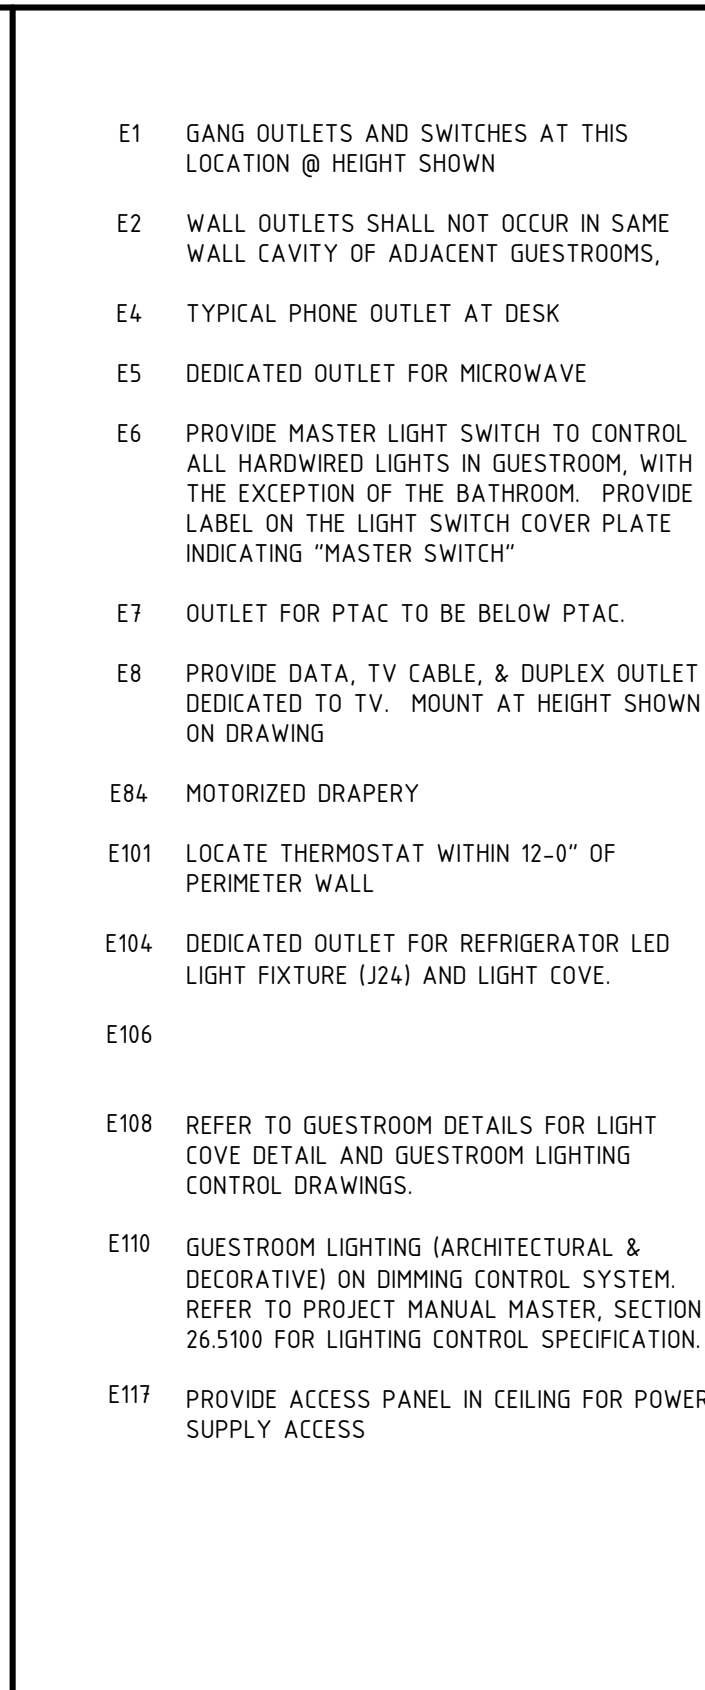 E1 GANG OUTLETS AND SWITCHES AT THIS
LOCATION @ HEIGHT SHOWN
E2 WALL OUTLETS SHALL NOT OCCUR IN SAME
WALL CAVITY OF ADJACENT GUESTROOMS,
E4 TYPICAL PHONE OUTLET AT DESK
E5 DEDICATED OUTLET FOR MICROWAVE
E6 PROVIDE MASTER LIGHT SWITCH TO CONTROL
ALL HARDWIRED LIGHTS IN GUESTROOM, WITH
THE EXCEPTION OF THE BATHROOM. PROVIDE
LABEL ON THE LIGHT SWITCH COVER PLATE
INDICATING "MASTER SWITCH"
E7 OUTLET FOR PTAC TO BE BELOW PTAC.
E8 PROVIDE DATA, TV CABLE, & DUPLEX OUTLET
DEDICATED TO TV. MOUNT AT HEIGHT SHOWN
ON DRAWING
E84 MOTORIZED DRAPERY
E101 LOCATE THERMOSTAT WITHIN 12-0" OF
PERIMETER WALL
E104 DEDICATED OUTLET FOR REFRIGERATOR LED
LIGHT FIXTURE (J24) AND LIGHT COVE.
E106
E108 REFER TO GUESTROOM DETAILS FOR LIGHT
COVE DETAIL AND GUESTROOM LIGHTING
CONTROL DRAWINGS.
E110 GUESTROOM LIGHTING (ARCHITECTURAL &
DECORATIVE) ON DIMMING CONTROL SYSTEM.
REFER TO PROJECT MANUAL MASTER, SECTION
26.5100 FOR LIGHTING CONTROL SPECIFICATION.
E117 PROVIDE ACCESS PANEL IN CEILING FOR POWER
SUPPLY ACCESS